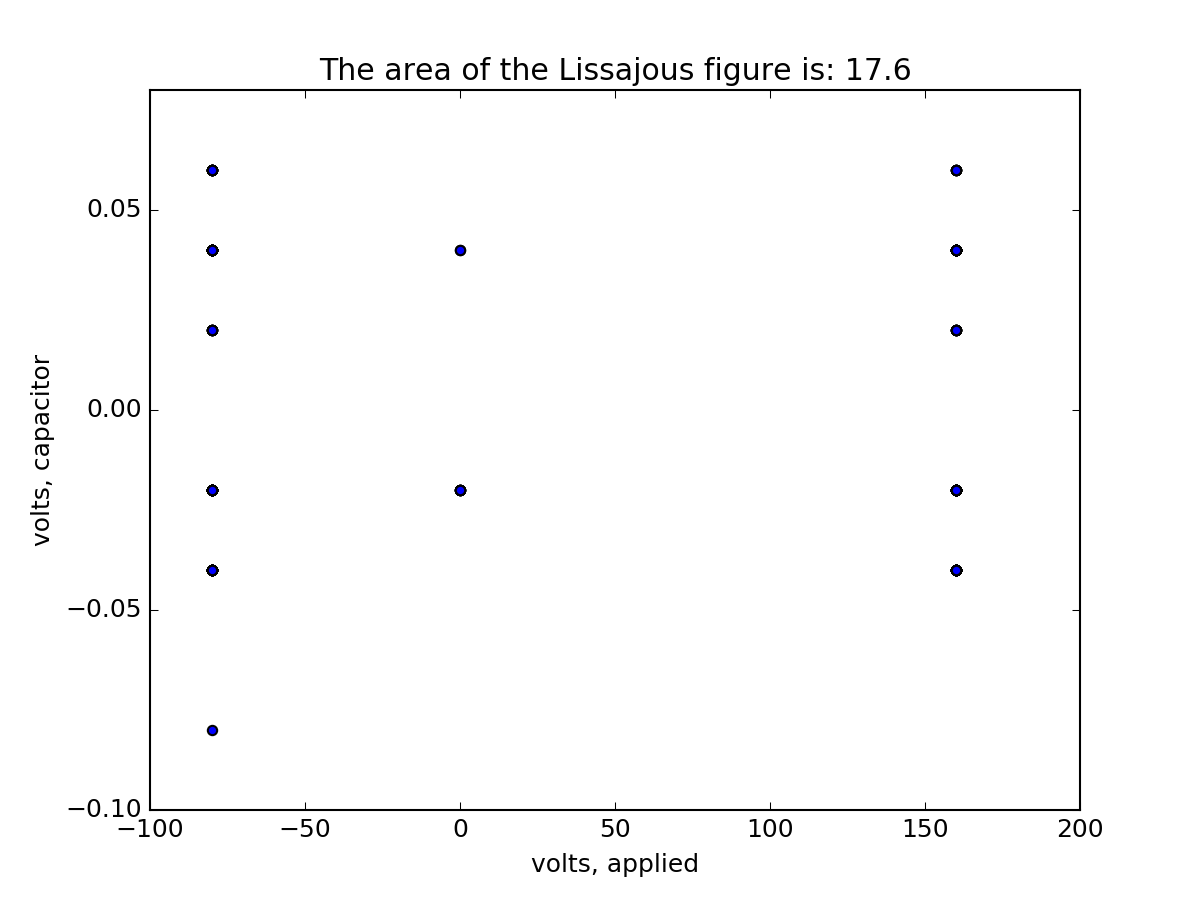 The area of the Lissajous figure is: 17.6
0.05
0.00
−0.05
−0.10
volts, capacitor
−100 −50 0 50 100 150 200
volts, applied